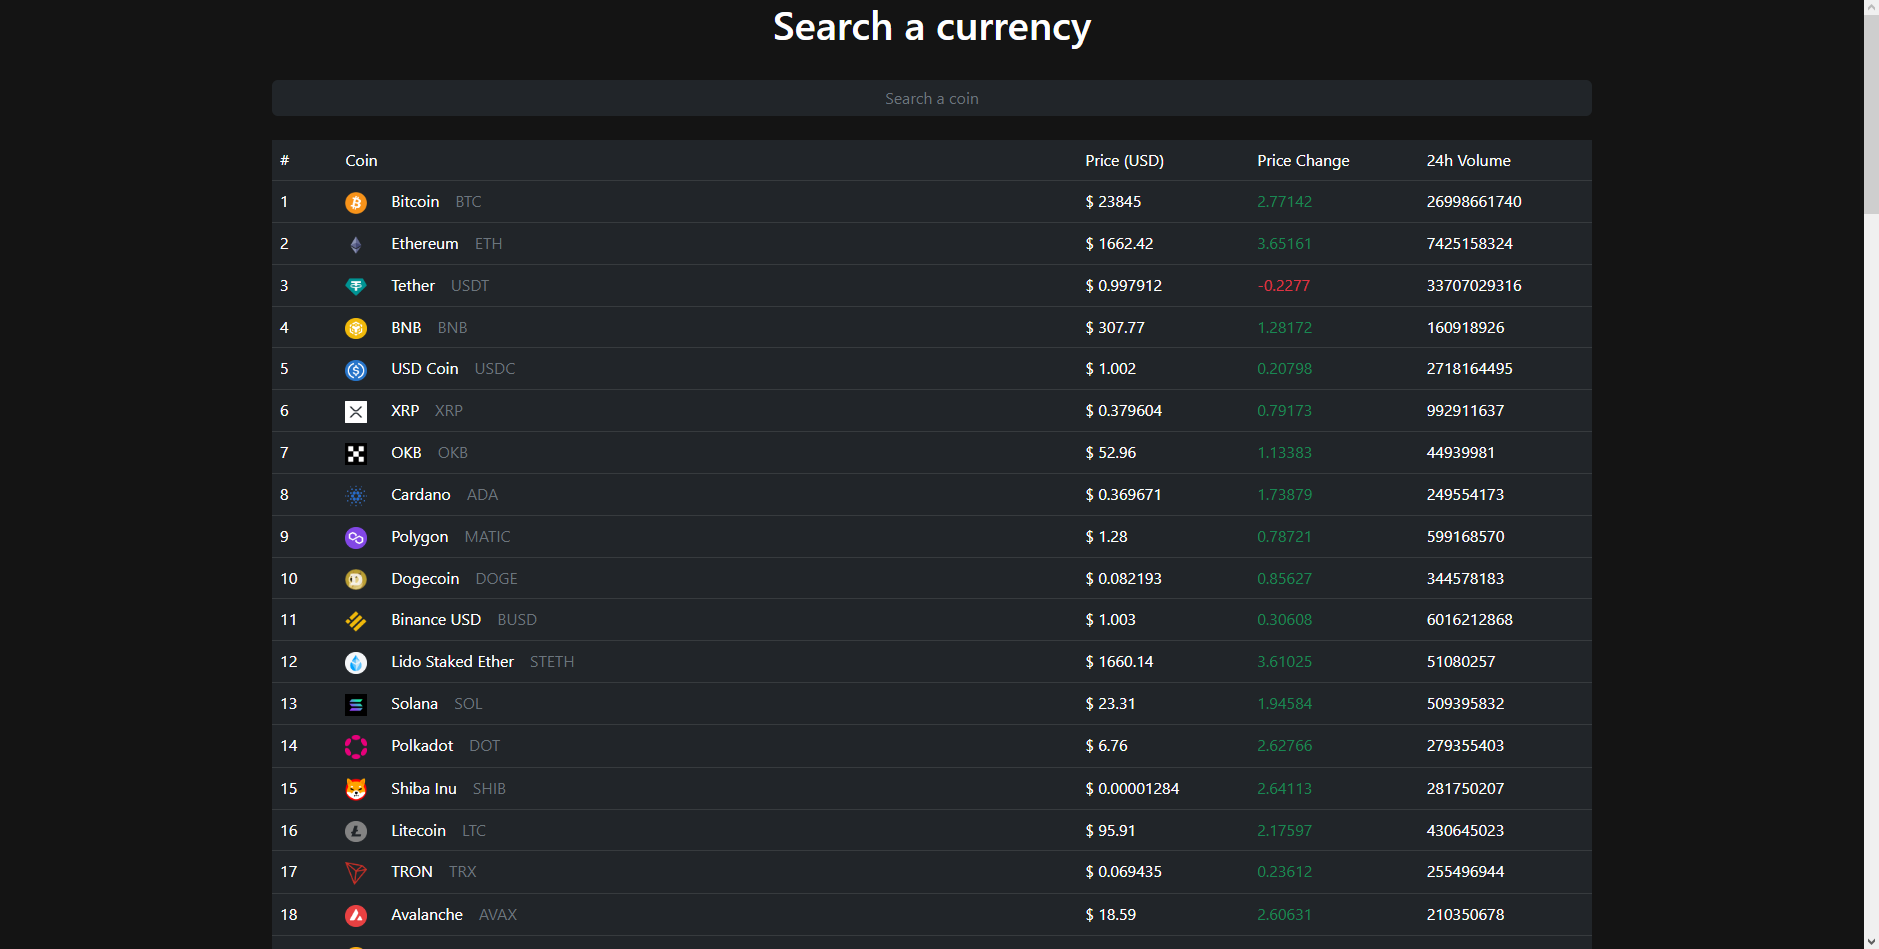 Search a currency
Search a coin
# Coin Price (USD) Price Change 24h Volume
1 Bitcoin BTC $ 23845 2.77142 26998661740
2 Ethereum ETH $ 1662.42 3.65161 7425158324
3 Tether USDT $ 0.997912 -0.2277 33707029316
4 BNB BNB $ 307.77 1.28172 160918926
5 USD Coin USDC $ 1.002 0.20798 2718164495
6 XRP XRP $ 0.379604 0.79173 992911637
7 OKB OKB $ 52.96 1.13383 44939981
8 Cardano ADA $ 0.369671 1.73879 249554173
9 Polygon MATIC $ 1.28 0.78721 599168570
10 Dogecoin DOGE $ 0.082193 0.85627 344578183
11 Binance USD BUSD $ 1.003 0.30608 6016212868
12 Lido Staked Ether STETH $ 1660.14 3.61025 51080257
13 Solana SOL $ 23.31 1.94584 509395832
14 Polkadot DOT $ 6.76 2.62766 279355403
15 Shiba Inu SHIB $ 0.00001284 2.64113 281750207
16 Litecoin LTC $ 95.91 2.17597 430645023
17 TRON TRX $ 0.069435 0.23612 255496944
18 Avalanche AVAX $ 18.59 2.60631 210350678